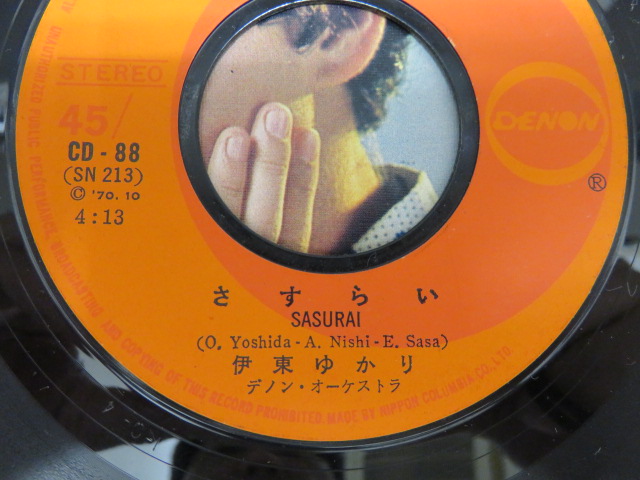 STEREO
45/
CD-88
(SN 213)
© '70.10
4:13
DENON
®
さすらい
SASURAI
(O. Yoshida-A. Nishi-E. Sasa)
伊東ゆかり
デノン・オーケストラ
UNAUTHORIZED PUBLIC PERFORMANCE, BROADCASTING AND COPYING OF THIS RECORD PROHIBITED. MADE BY NIPPON COLUMBIA CO., LTD.